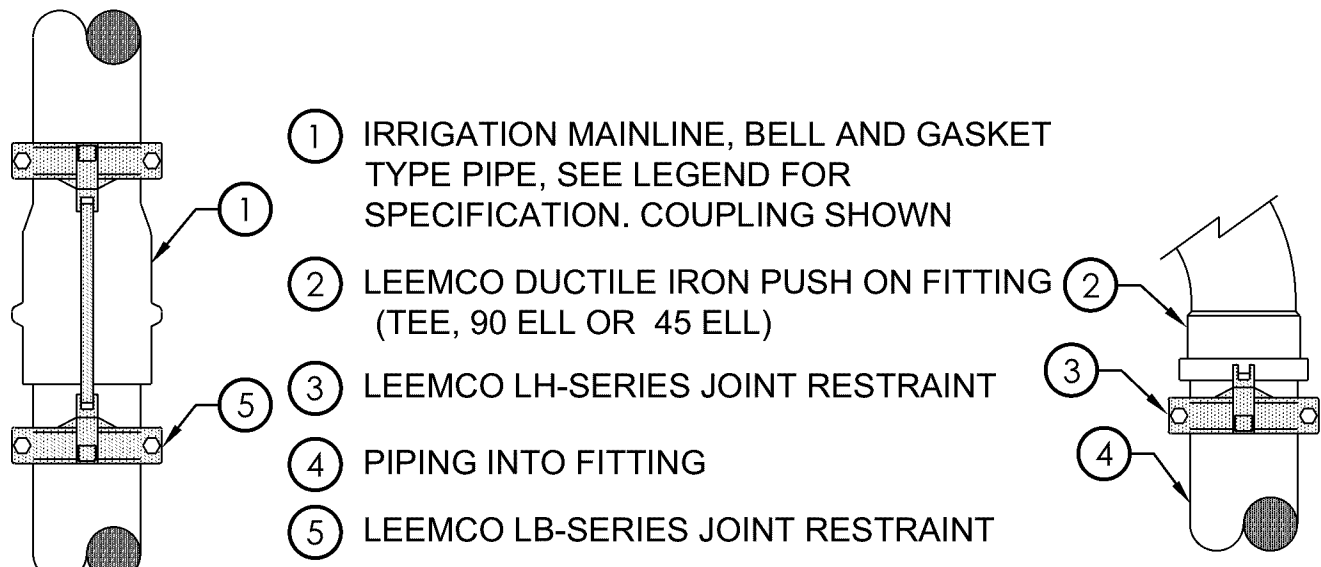 1 IRRIGATION MAINLINE, BELL AND GASKET
TYPE PIPE, SEE LEGEND FOR
SPECIFICATION. COUPLING SHOWN
2 LEEMCO DUCTILE IRON PUSH ON FITTING
(TEE, 90 ELL OR 45 ELL)
3 LEEMCO LH-SERIES JOINT RESTRAINT
4 PIPING INTO FITTING
5 LEEMCO LB-SERIES JOINT RESTRAINT
1
5
2
3
4